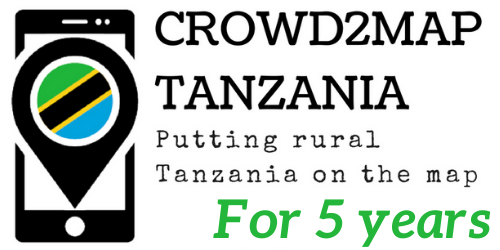 CROWD2MAP
TANZANIA
Putting rural
Tanzania on the map
For 5 years